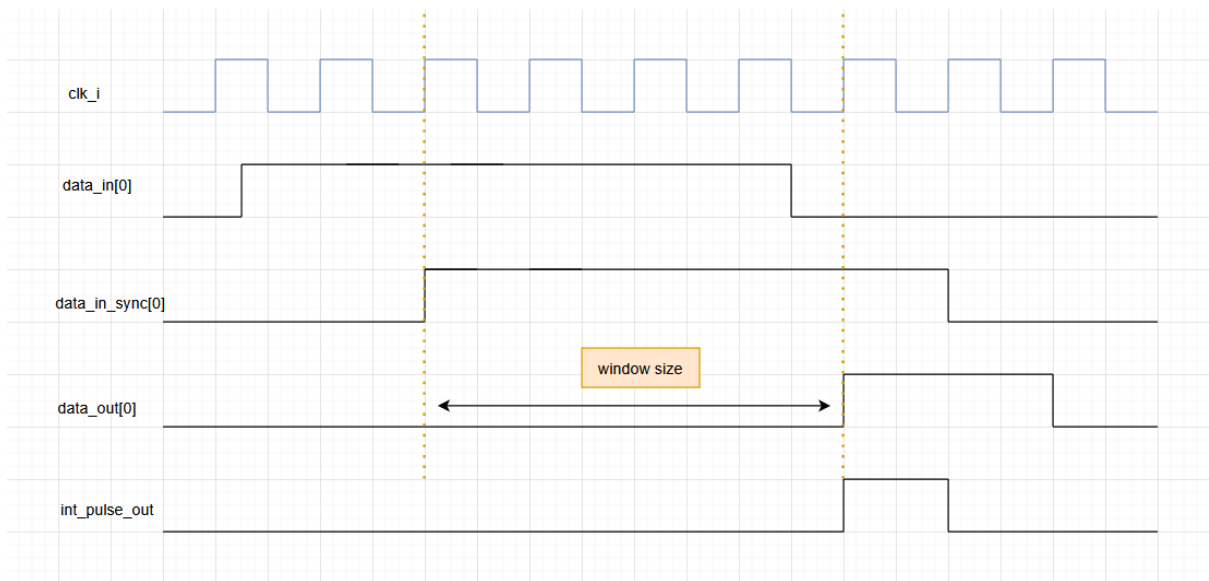 clk_i
data_in[0]
data_in_sync[0]
window size
data_out[0]
int_pulse_out